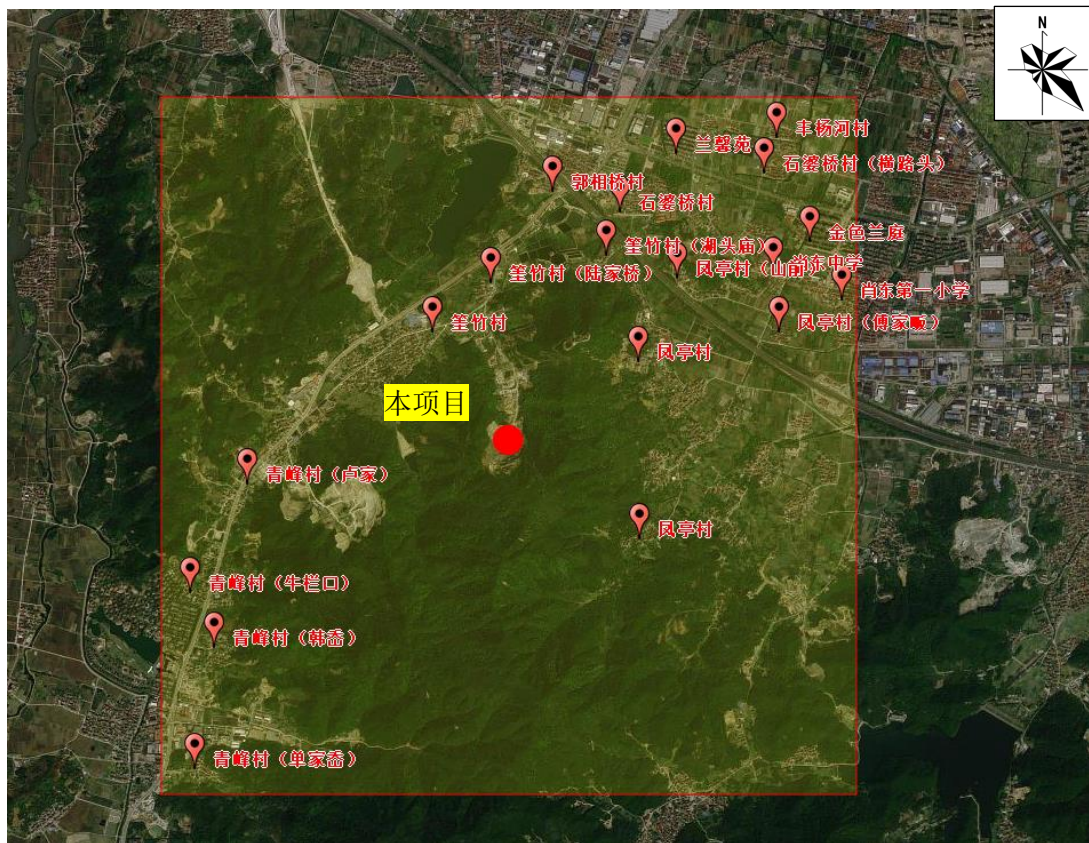 N
丰杨河村
兰馨苑
石婆桥村（横路头）
郭相桥村
石婆桥村
金色兰庭
筀竹村（湖头庙）
肖东中学
凤亭村（山前）
筀竹村（陆家桥）
肖东第一小学
筀竹村
凤亭村（傅家畈）
凤亭村
本项目
青峰村（卢家）
凤亭村
青峰村（牛栏口）
青峰村（韩岙）
青峰村（单家岙）